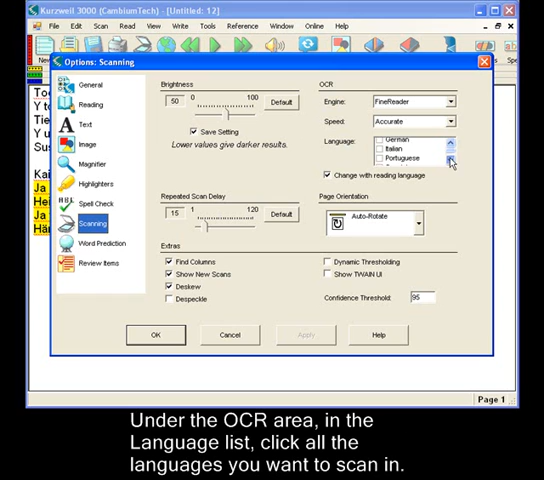 Kurzweil 3000 (CambiumTech) - [Untitled: 12]
File Edit Scan Read View Tools Reference Window Online Help
Options: Scanning
General
Reading
Text
Image
Magnifier
Highlighters
Spell Check
Scanning
Word Prediction
Review Items
Brightness
0 100
50 Default
Save Setting
Lower values give darker results.
Repeated Scan Delay
1 120
15 Default
Extras
Find Columns
Show New Scans
Deskew
Despeckle
OCR
Engine: FineReader
Speed: Accurate
Language: German
Italian
Portuguese
Change with reading language
Page Orientation
Auto-Rotate
Dynamic Thresholding
Show TWAIN UI
Confidence Threshold: 95
OK Cancel Apply Help
Page 1
Under the OCR area, in the
Language list, click all the
languages you want to scan in.